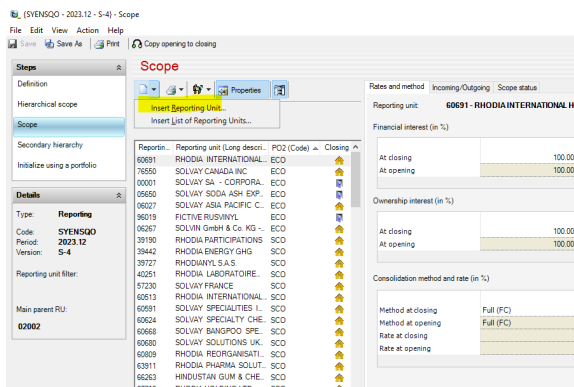 {SYENSQO - 2023.12 - S-4} - Scope
File Edit View Action Help
Save Save As Print Copy opening to closing
Steps
Definition
Hierarchical scope
Scope
Secondary hierarchy
Initialize using a portfolio
Details
Type: Reporting
Code: SYENSQO
Period: 2023.12
Version: S-4
Reporting unit filter:
Main parent RU:
02002
Scope
Properties
Insert Reporting Unit...
Insert List of Reporting Units...
Reportin... Reporting unit (Long descri... PO2 (Code) Closing
60691 RHODIA INTERNATIONAL... ECO
76550 SOLVAY CANADA INC ECO
00001 SOLVAY SA - CORPORA... ECO
05650 SOLVAY SODA ASH EXP... ECO
06027 SOLVAY ASIA PACIFIC C... ECO
96019 FICTIVE RUSVINYL ECO
06267 SOLVIN GmbH & Co. KG -... ECO
39190 RHODIA PARTICIPATIONS SCO
39442 RHODIA ENERGY GHG SCO
39727 RHODIANYL S.A.S. SCO
40251 RHODIA LABORATOIRE... SCO
57230 SOLVAY FRANCE SCO
60513 RHODIA INTERNATIONAL... SCO
60591 SOLVAY SPECIALITIES I... SCO
60624 SOLVAY SPECIALTY CHE... SCO
60668 SOLVAY BANGPOO SPE... SCO
60680 SOLVAY SOLUTIONS UK... SCO
60809 RHODIA REORGANISATI... SCO
63911 RHODIA PHARMA SOLUT... SCO
66263 HINDUSTAN GUM & CHE... SCO
Rates and method Incoming/Outgoing Scope status
Reporting unit: 60691 - RHODIA INTERNATIONAL H
Financial interest (in %)
At closing 100.00
At opening 100.00
Ownership interest (in %)
At closing 100.00
At opening 100.00
Consolidation method and rate (in %)
Method at closing Full (FC)
Method at opening Full (FC)
Rate at closing
Rate at opening